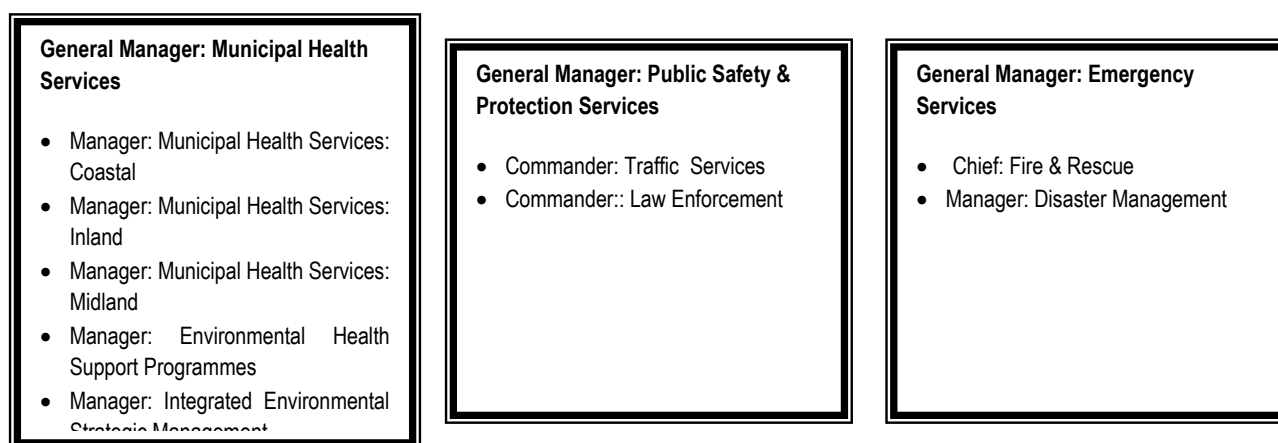 General Manager: Municipal Health
Services
• Manager: Municipal Health Services:
Coastal
• Manager: Municipal Health Services:
Inland
• Manager: Municipal Health Services:
Midland
• Manager: Environmental Health
Support Programmes
• Manager: Integrated Environmental
Strategic Management
General Manager: Public Safety &
Protection Services
• Commander: Traffic Services
• Commander:: Law Enforcement
General Manager: Emergency
Services
• Chief: Fire & Rescue
• Manager: Disaster Management